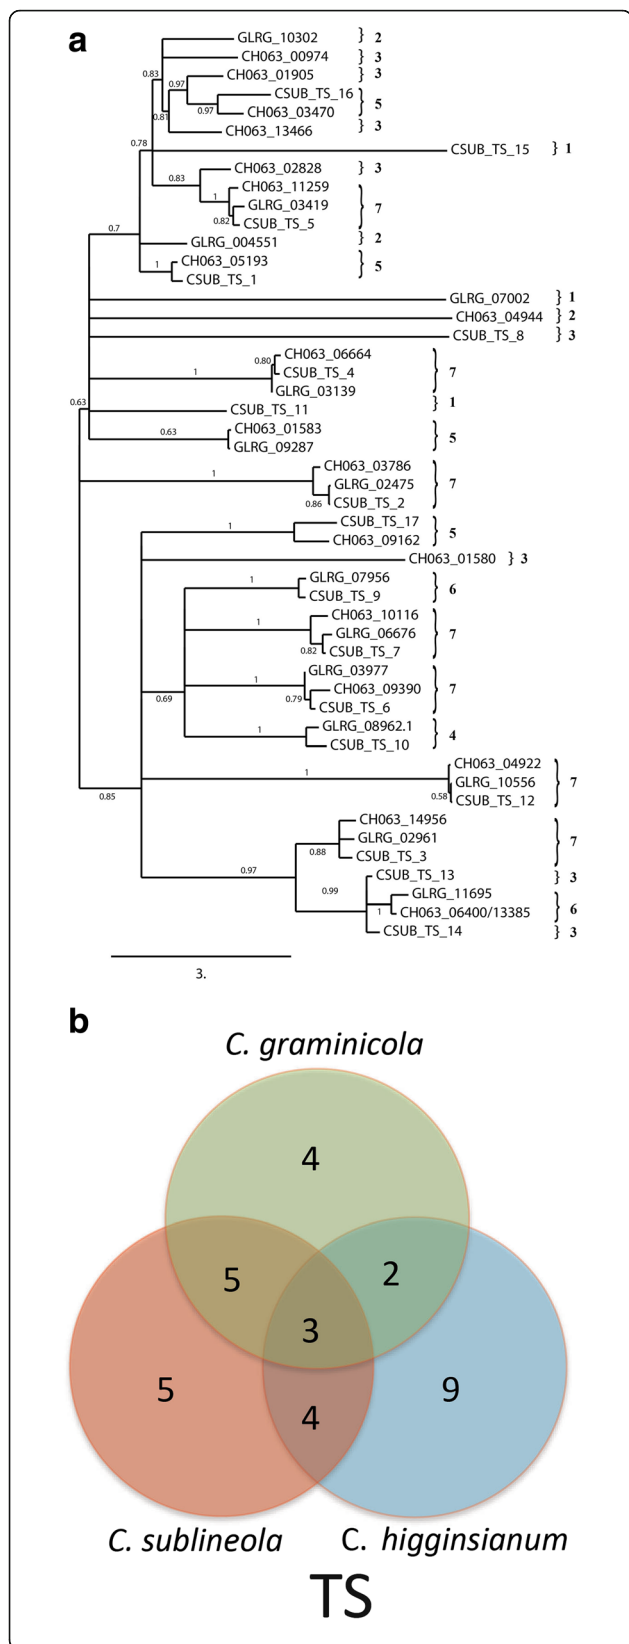 a
GLRG_10302 } 2
0.83 CH063_00974 } 3
CH063_01905 } 3
0.97
CSUB_TS_16
0.97 CH063_03470 } 5
0.81
CH063_13466 } 3
0.78 CSUB_TS_15 } 1
CH063_02828 } 3
0.83
CH063_11259
1 GLRG_03419 } 7
0.82 CSUB_TS_5
0.7 GLRG_004551 } 2
CH063_05193
1 } 5
CSUB_TS_1
GLRG_07002 } 1
CH063_04944 } 2
CSUB_TS_8 } 3
0.80 CH063_06664
1 CSUB_TS_4 } 7
GLRG_03139
0.63 CSUB_TS_11 } 1
CH063_01583
0.63 } 5
GLRG_09287
CH063_03786
1 GLRG_02475 } 7
0.86 CSUB_TS_2
CSUB_TS_17
1 } 5
CH063_09162
CH063_01580 } 3
GLRG_07956
1 } 6
CSUB_TS_9
CH063_10116
1 GLRG_06676 } 7
0.82 CSUB_TS_7
GLRG_03977
1 CH063_09390 } 7
0.69 0.79 CSUB_TS_6
GLRG_08962.1
1 } 4
CSUB_TS_10
CH063_04922
1 GLRG_10556 } 7
0.85 0.58 CSUB_TS_12
CH063_14956
GLRG_02961 } 7
0.88 CSUB_TS_3
0.97 CSUB_TS_13 } 3
0.99 GLRG_11695
1 CH063_06400/13385 } 6
CSUB_TS_14 } 3
3.
b
C. graminicola
4
5 2
3
5 9
4
C. sublineola C. higginsianum
TS